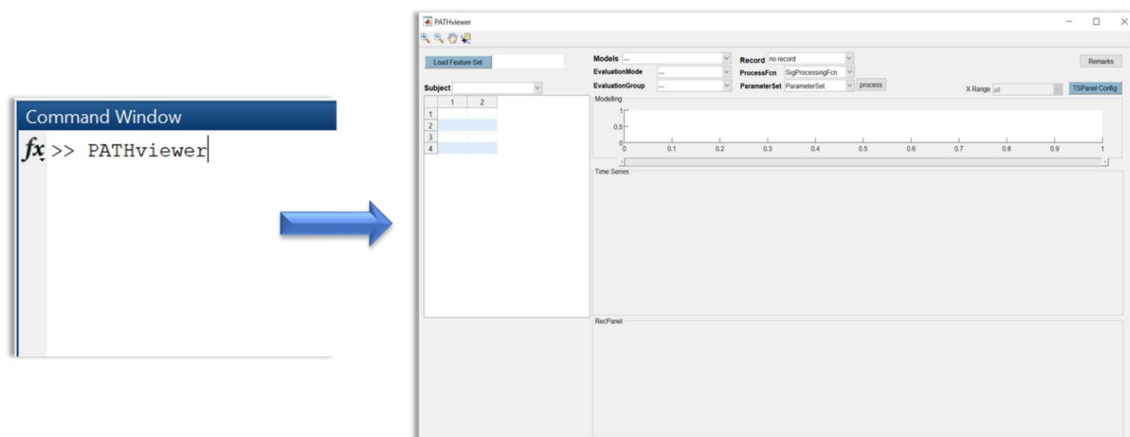 Command Window
fx >> PATHviewer
PATHviewer
Load Feature Set
Models ---
Record no record
Remarks
EvaluationMode ---
ProcessFcn SigProcessingFcn
Subject
EvaluationGroup ---
ParameterSet ParameterSet
process
X Range all
TSPanel Config
1 2
1
2
3
4
Modeling
1
0.5
0
0 0.1 0.2 0.3 0.4 0.5 0.6 0.7 0.8 0.9 1
Time Series
RecPanel